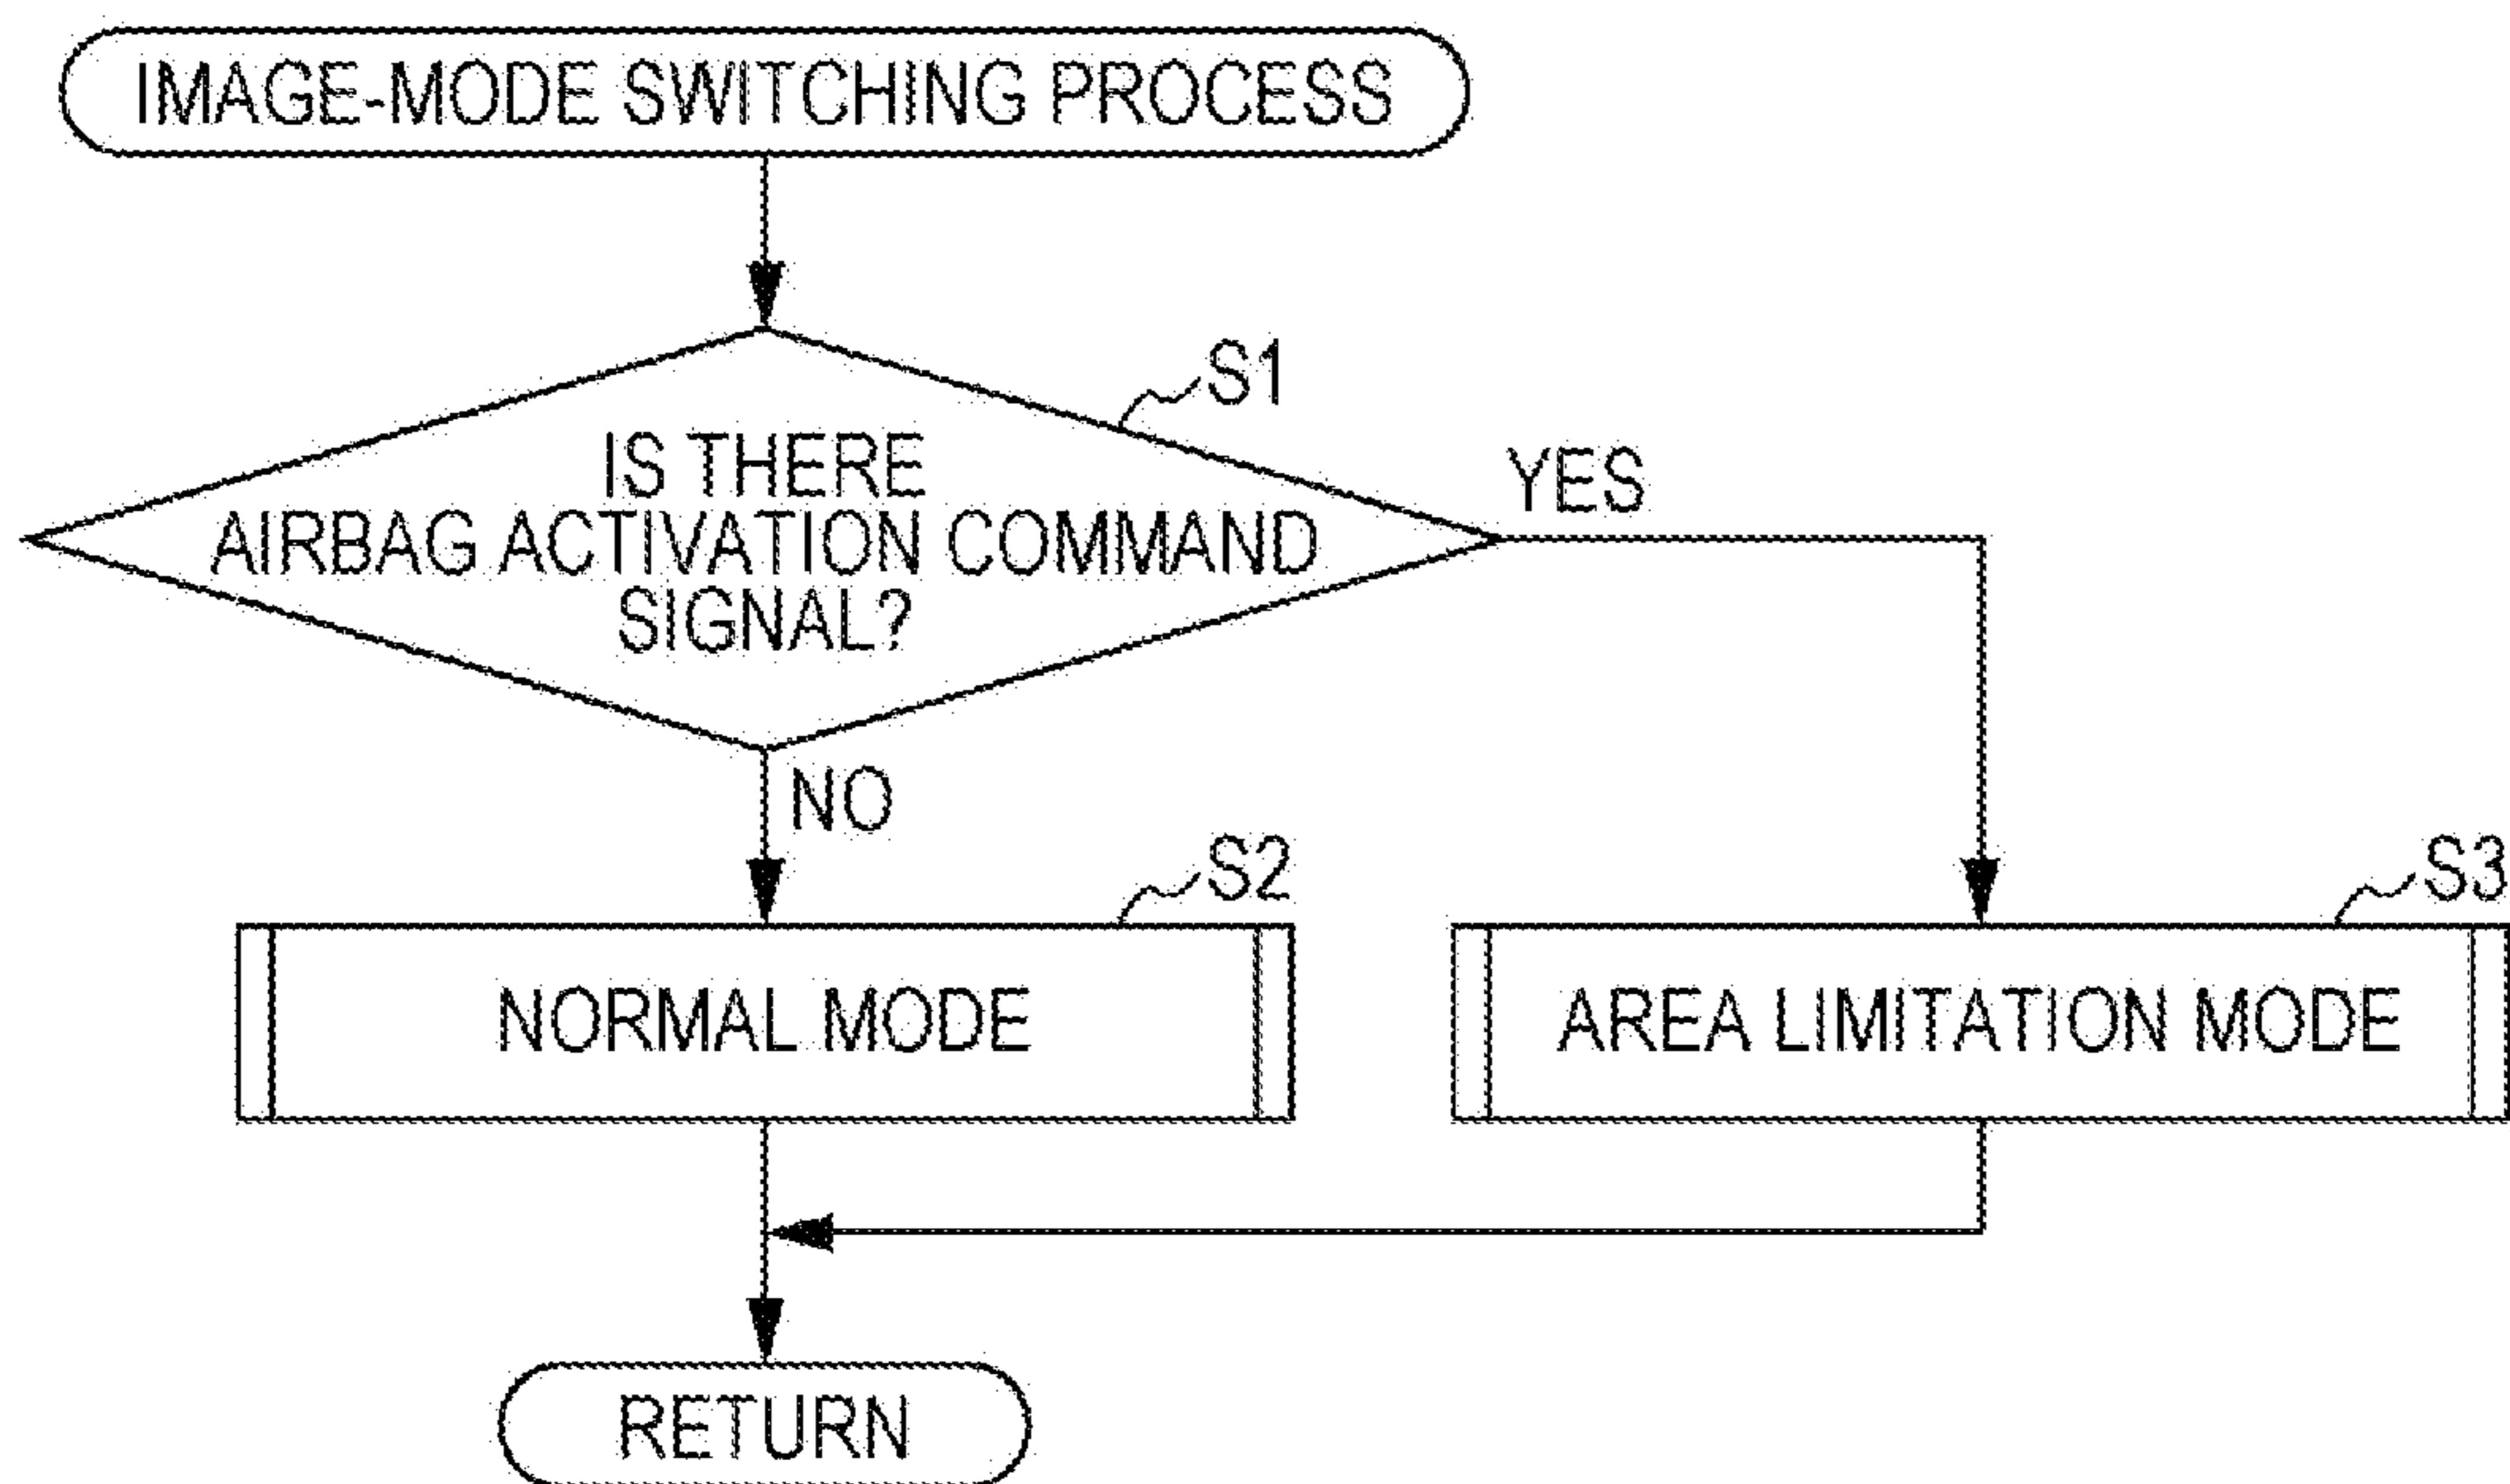 IMAGE-MODE SWITCHING PROCESS
S1
IS THERE
AIRBAG ACTIVATION COMMAND
SIGNAL?
YES
NO
S2
S3
NORMAL MODE
AREA LIMITATION MODE
RETURN